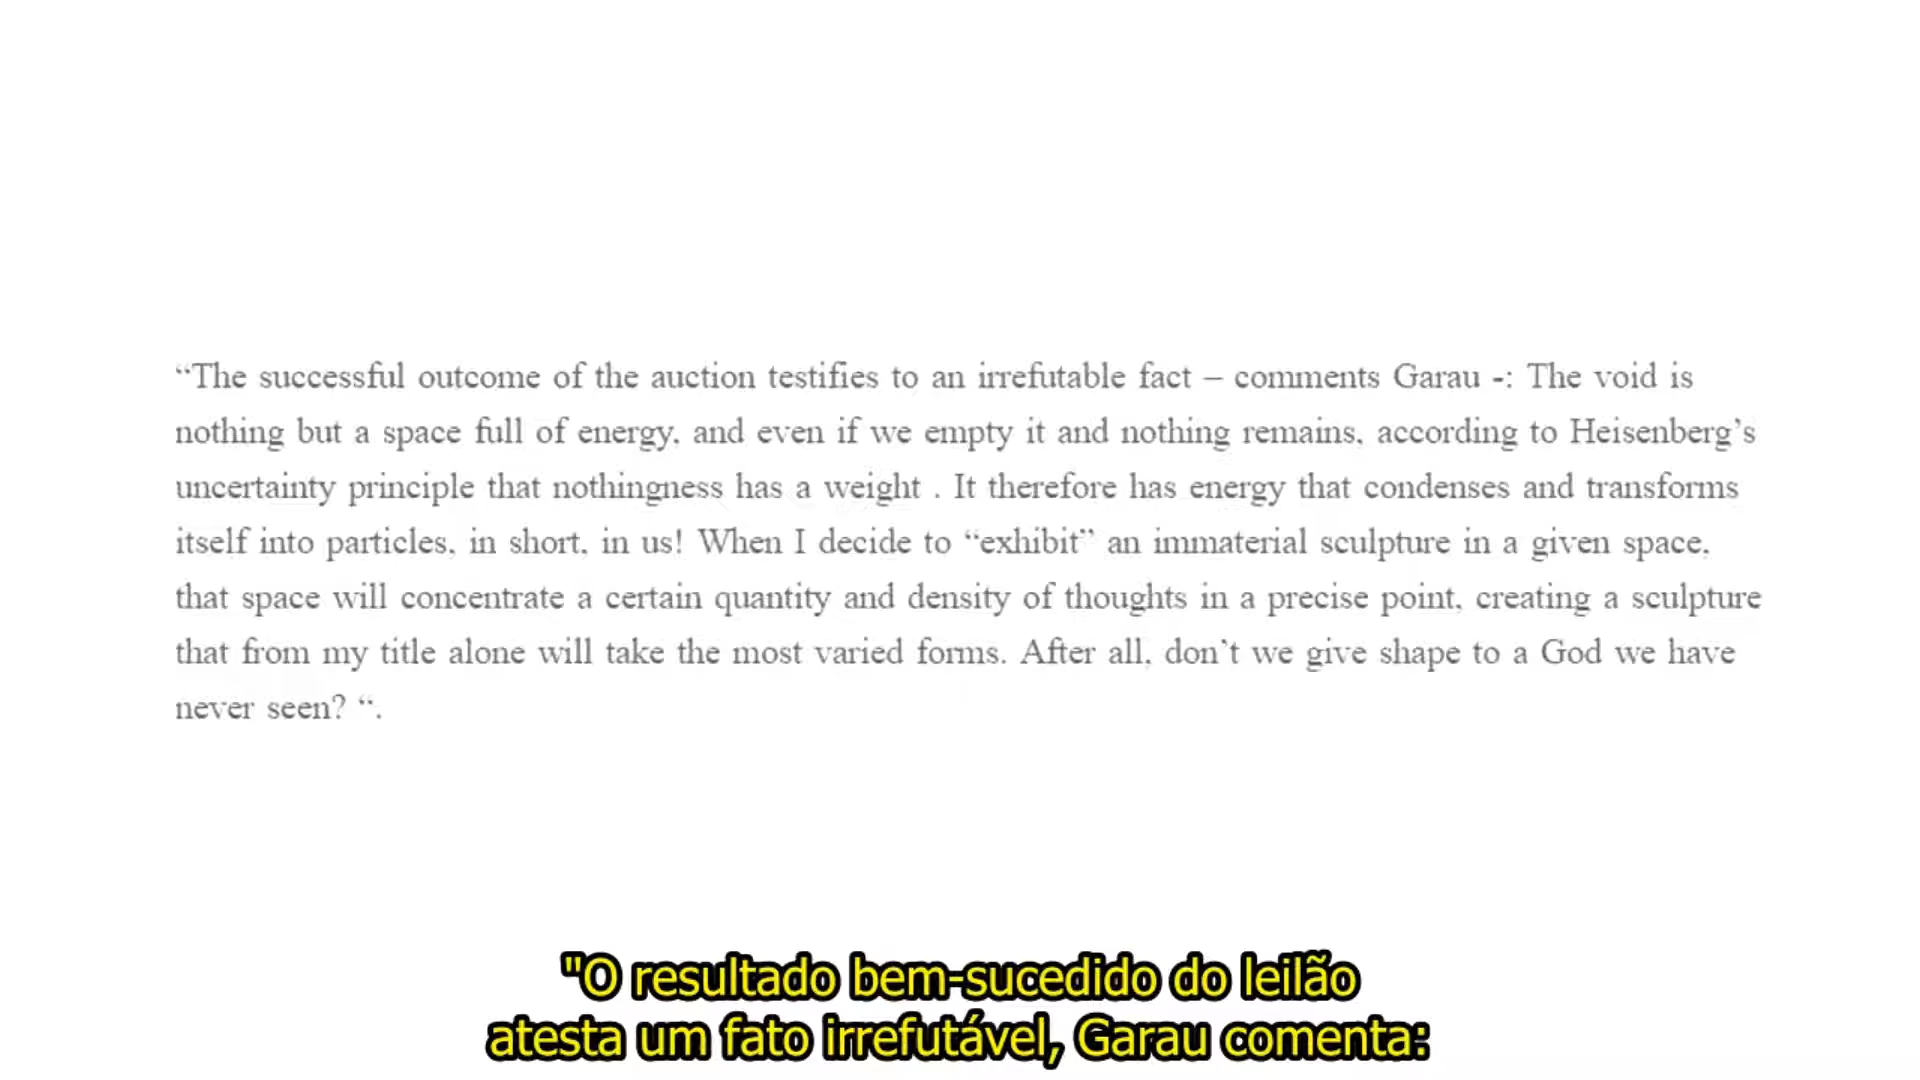 “The successful outcome of the auction testifies to an irrefutable fact – comments Garau -: The void is
nothing but a space full of energy, and even if we empty it and nothing remains, according to Heisenberg’s
uncertainty principle that nothingness has a weight . It therefore has energy that condenses and transforms
itself into particles, in short, in us! When I decide to “exhibit” an immaterial sculpture in a given space,
that space will concentrate a certain quantity and density of thoughts in a precise point, creating a sculpture
that from my title alone will take the most varied forms. After all, don’t we give shape to a God we have
never seen? “.
"O resultado bem-sucedido do leilão
atesta um fato irrefutável, Garau comenta: